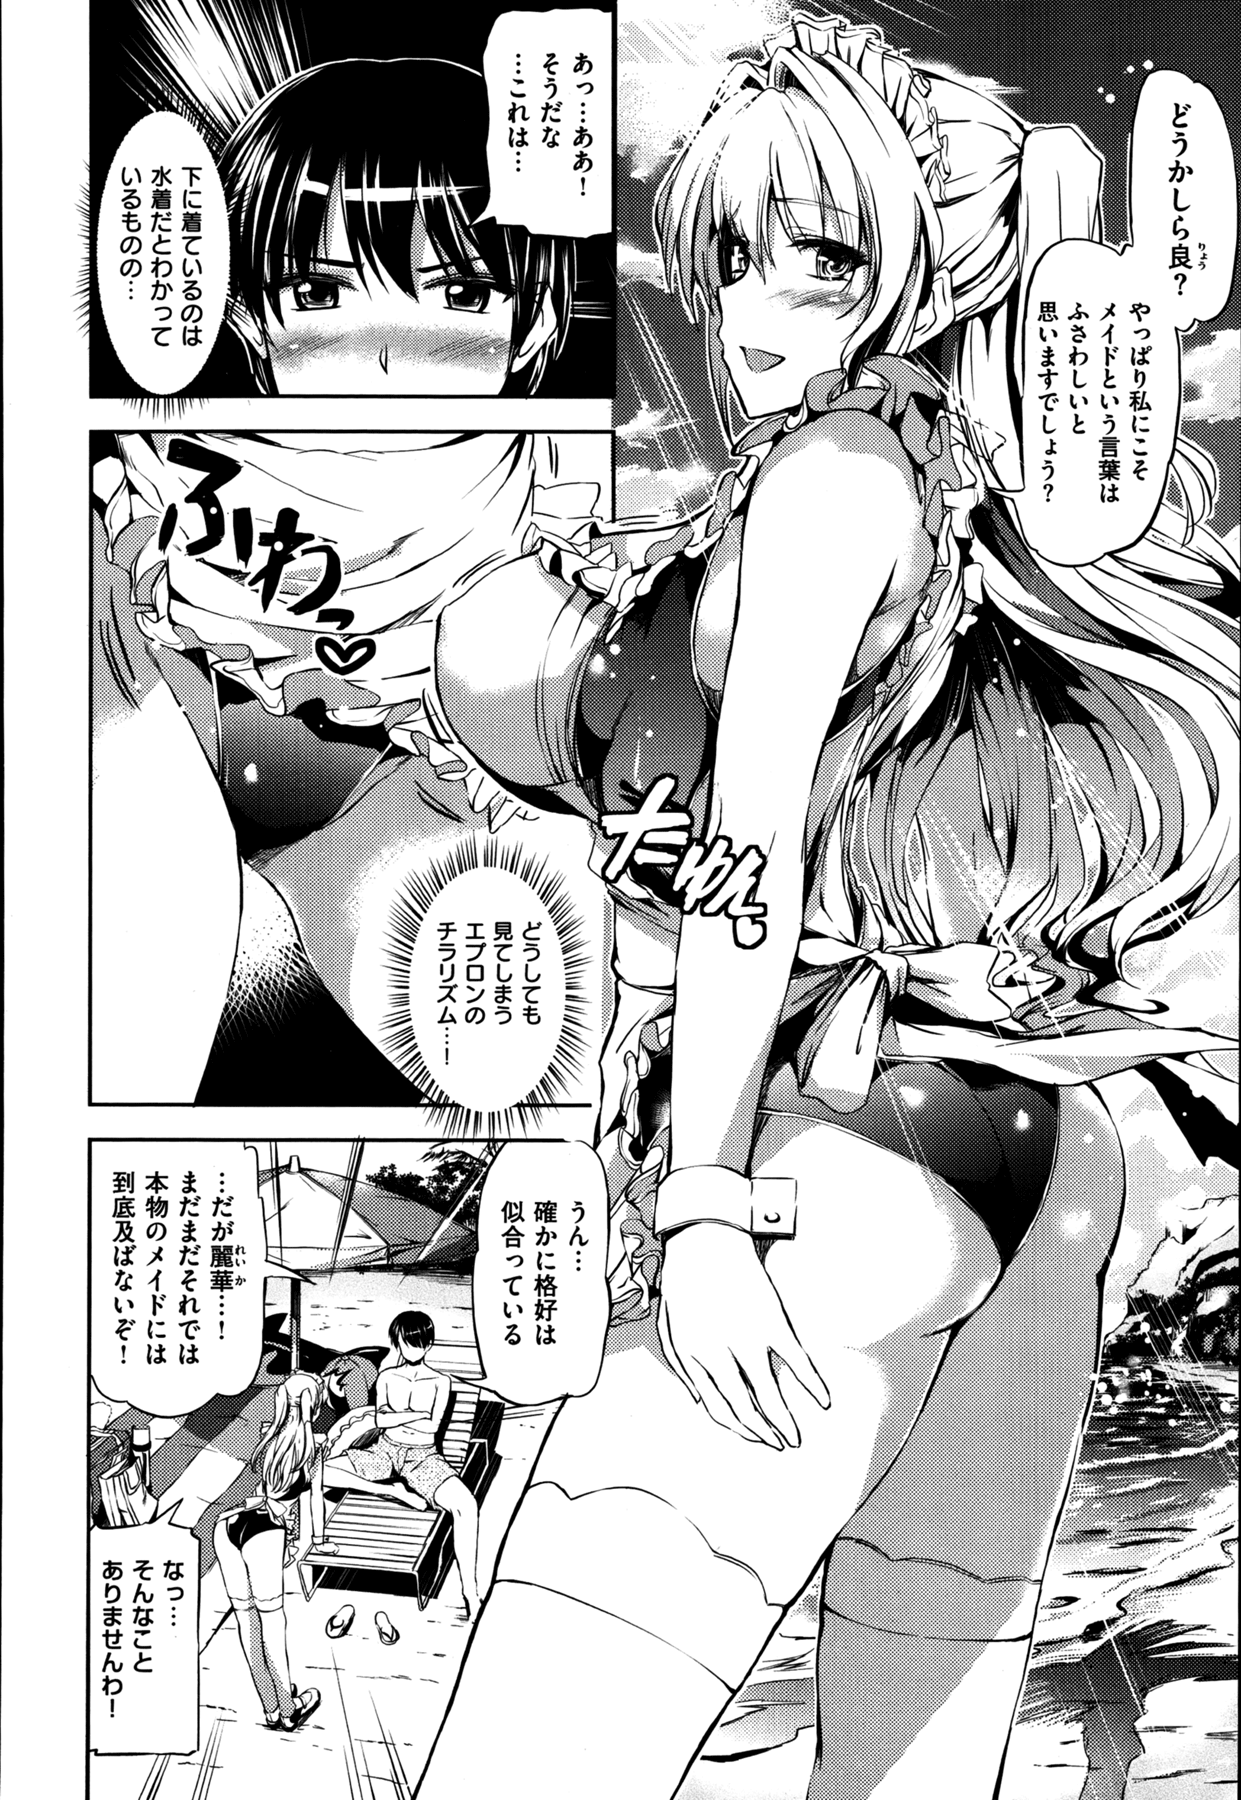 どうかしら良？
りょう
やっぱり私にこそ
メイドという言葉は
ふさわしいと
思いますでしょう？
あっ…ああ！
そうだな
…これは…
下に着ているのは
水着だとわかって
いるものの…
ふわっ♡
たゆん
どうしても
見てしまう
エプロンの
チラリズム…！
うん…
確かに格好は
似合っている
…だが麗華…！
れいか
まだまだそれでは
本物のメイドには
到底及ばないぞ！
なっ…
そんなこと
ありませんわ！